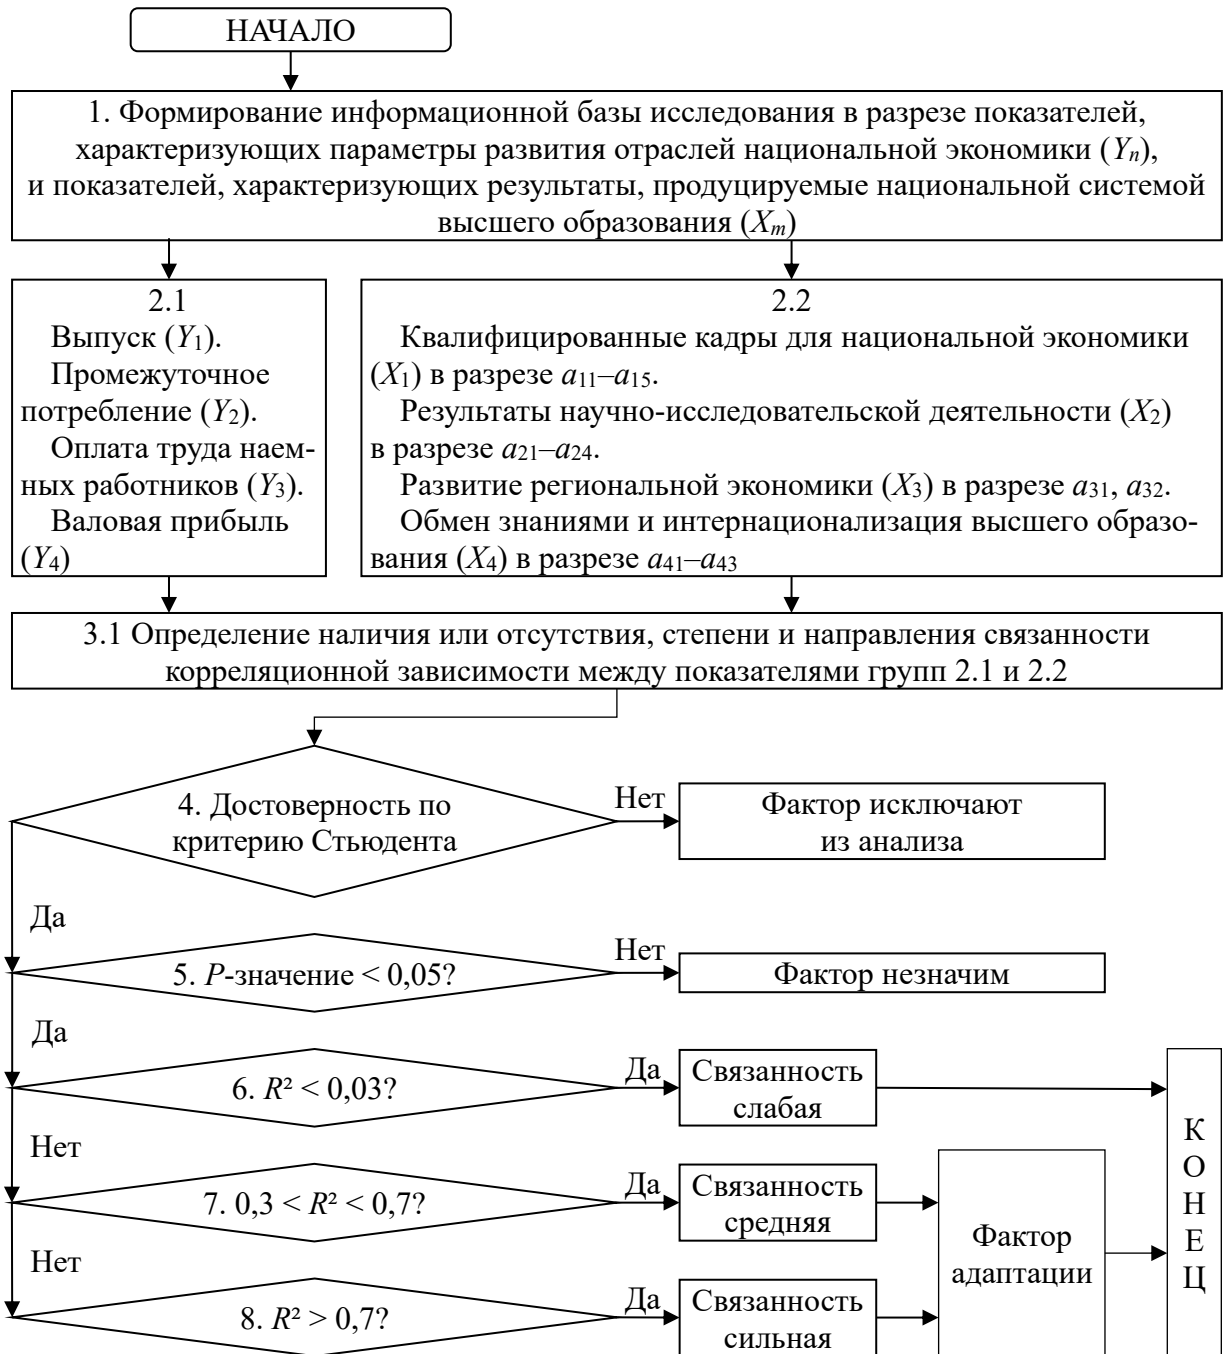 НАЧАЛО
1. Формирование информационной базы исследования в разрезе показателей,
характеризующих параметры развития отраслей национальной экономики (Yn),
и показателей, характеризующих результаты, продуцируемые национальной системой
высшего образования (Xm)
2.1
Выпуск (Y1).
Промежуточное
потребление (Y2).
Оплата труда наем-
ных работников (Y3).
Валовая прибыль
(Y4)
2.2
Квалифицированные кадры для национальной экономики
(X1) в разрезе a11–a15.
Результаты научно-исследовательской деятельности (X2)
в разрезе a21–a24.
Развитие региональной экономики (X3) в разрезе a31, a32.
Обмен знаниями и интернационализация высшего образо-
вания (X4) в разрезе a41–a43
3.1 Определение наличия или отсутствия, степени и направления связанности
корреляционной зависимости между показателями групп 2.1 и 2.2
4. Достоверность по
критерию Стьюдента
Нет
Фактор исключают
из анализа
Да
5. P-значение < 0,05?
Нет
Фактор незначим
Да
6. R² < 0,03?
Да
Связанность
слабая
Нет
7. 0,3 < R² < 0,7?
Да
Связанность
средняя
Нет
8. R² > 0,7?
Да
Связанность
сильная
Фактор
адаптации
К
О
Н
Е
Ц